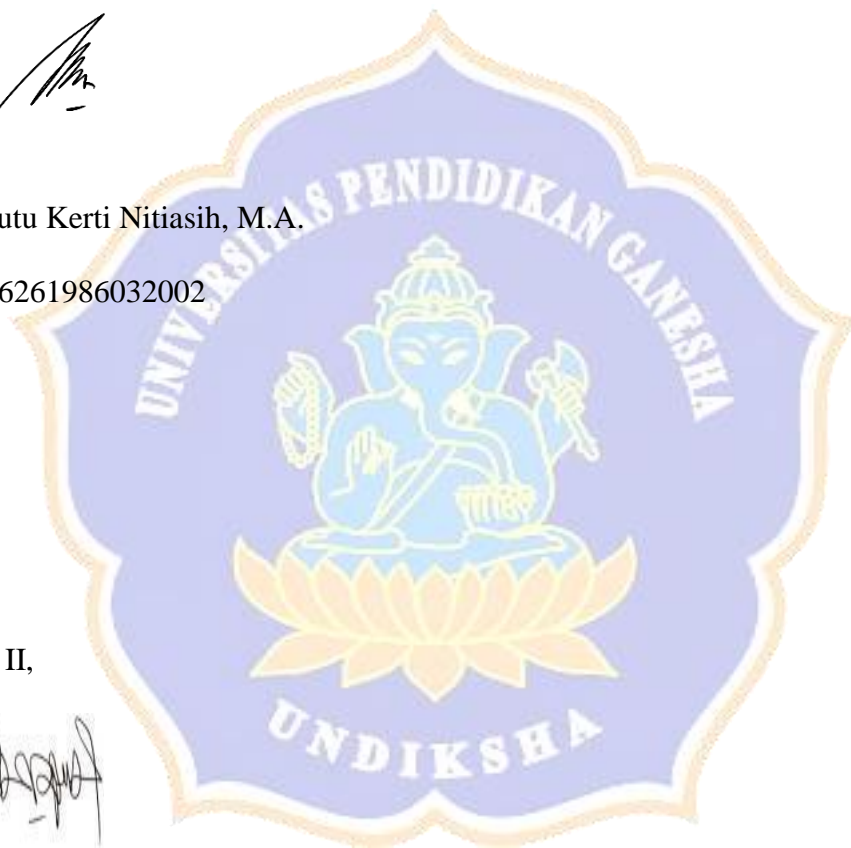 utu Kerti Nitiasih, M.A.
6261986032002
UNIVERSITAS PENDIDIKAN GANESHA
II,
UNDIKSHA